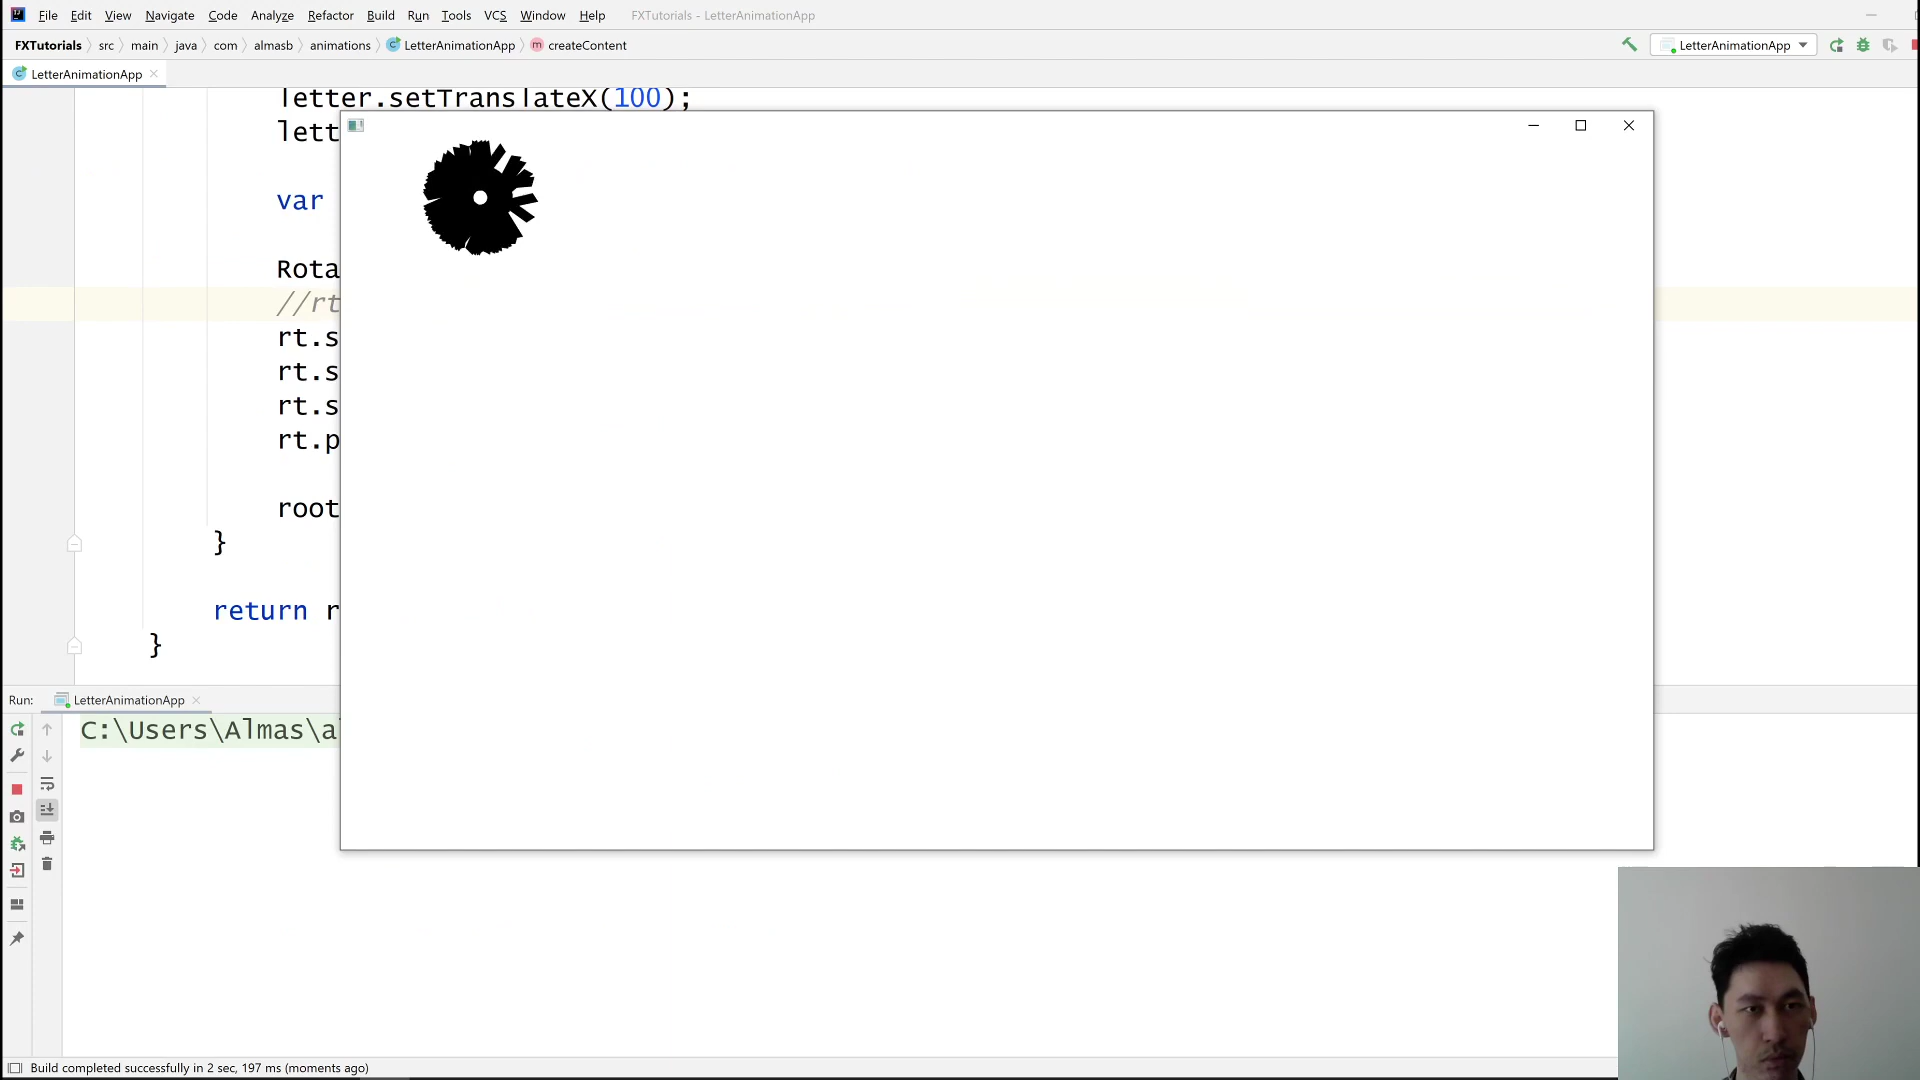 File Edit View Navigate Code Analyze Refactor Build Run Tools VCS Window Help FXTutorials - LetterAnimationApp
FXTutorials src main java com almasb animations LetterAnimationApp createContent LetterAnimationApp
LetterAnimationApp
letter.setTranslateX(100);
lett
var
Rota
//rt
rt.s
rt.s
rt.s
rt.p
root
}
return r
}
Run: LetterAnimationApp
C:\Users\Almas\al
Build completed successfully in 2 sec, 197 ms (moments ago)